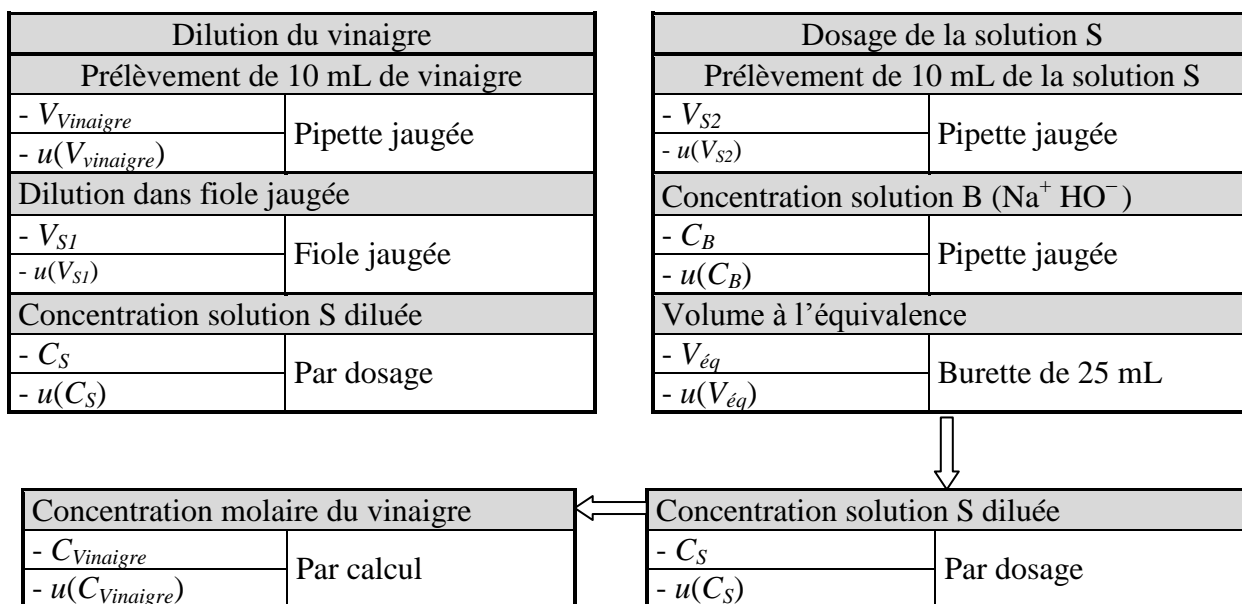 Dilution du vinaigre
Prélèvement de 10 mL de vinaigre
- V_Vinaigre
- u(V_vinaigre)
Pipette jaugée
Dilution dans fiole jaugée
- V_S1
- u(V_S1)
Fiole jaugée
Concentration solution S diluée
- C_S
- u(C_S)
Par dosage
Dosage de la solution S
Prélèvement de 10 mL de la solution S
- V_S2
- u(V_S2)
Pipette jaugée
Concentration solution B (Na⁺ HO⁻)
- C_B
- u(C_B)
Pipette jaugée
Volume à l’équivalence
- V_éq
- u(V_éq)
Burette de 25 mL
Concentration molaire du vinaigre
- C_Vinaigre
- u(C_Vinaigre)
Par calcul
Concentration solution S diluée
- C_S
- u(C_S)
Par dosage